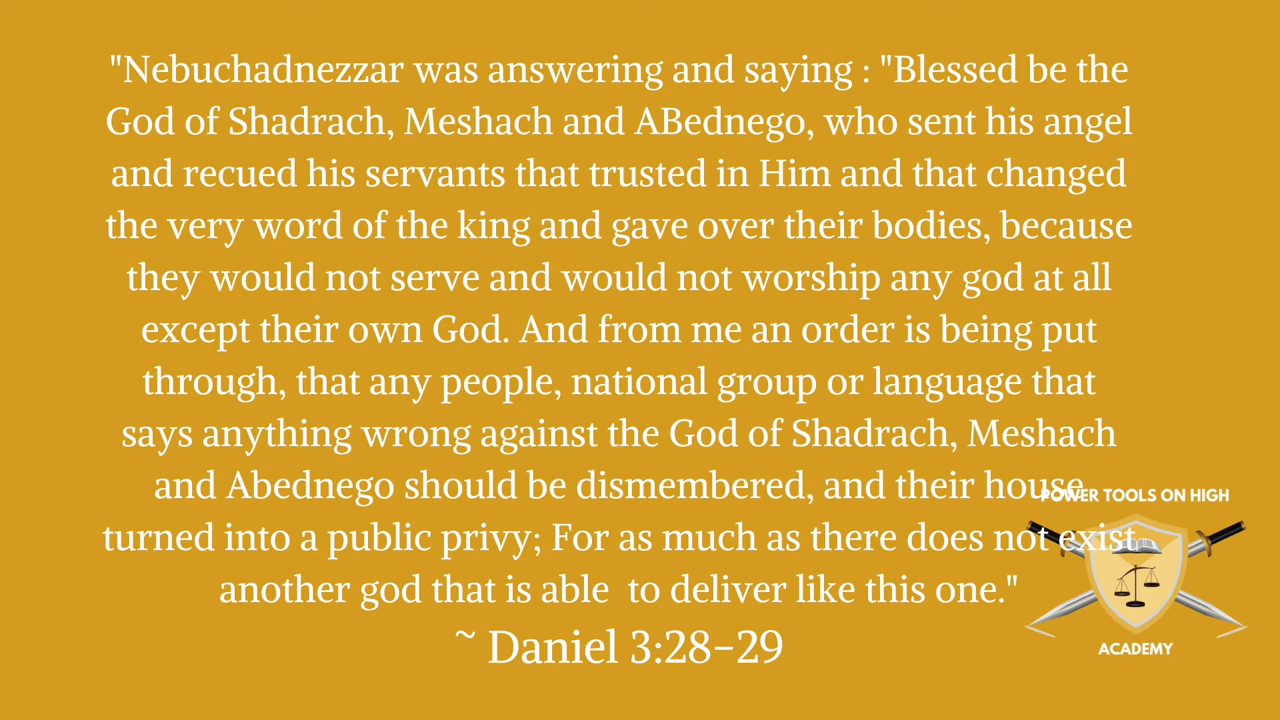 "Nebuchadnezzar was answering and saying : "Blessed be the
God of Shadrach, Meshach and ABednego, who sent his angel
and recued his servants that trusted in Him and that changed
the very word of the king and gave over their bodies, because
they would not serve and would not worship any god at all
except their own God. And from me an order is being put
through, that any people, national group or language that
says anything wrong against the God of Shadrach, Meshach
and Abednego should be dismembered, and their house
turned into a public privy; For as much as there does not exist
another god that is able  to deliver like this one."
~ Daniel 3:28-29
POWER TOOLS ON HIGH
ACADEMY